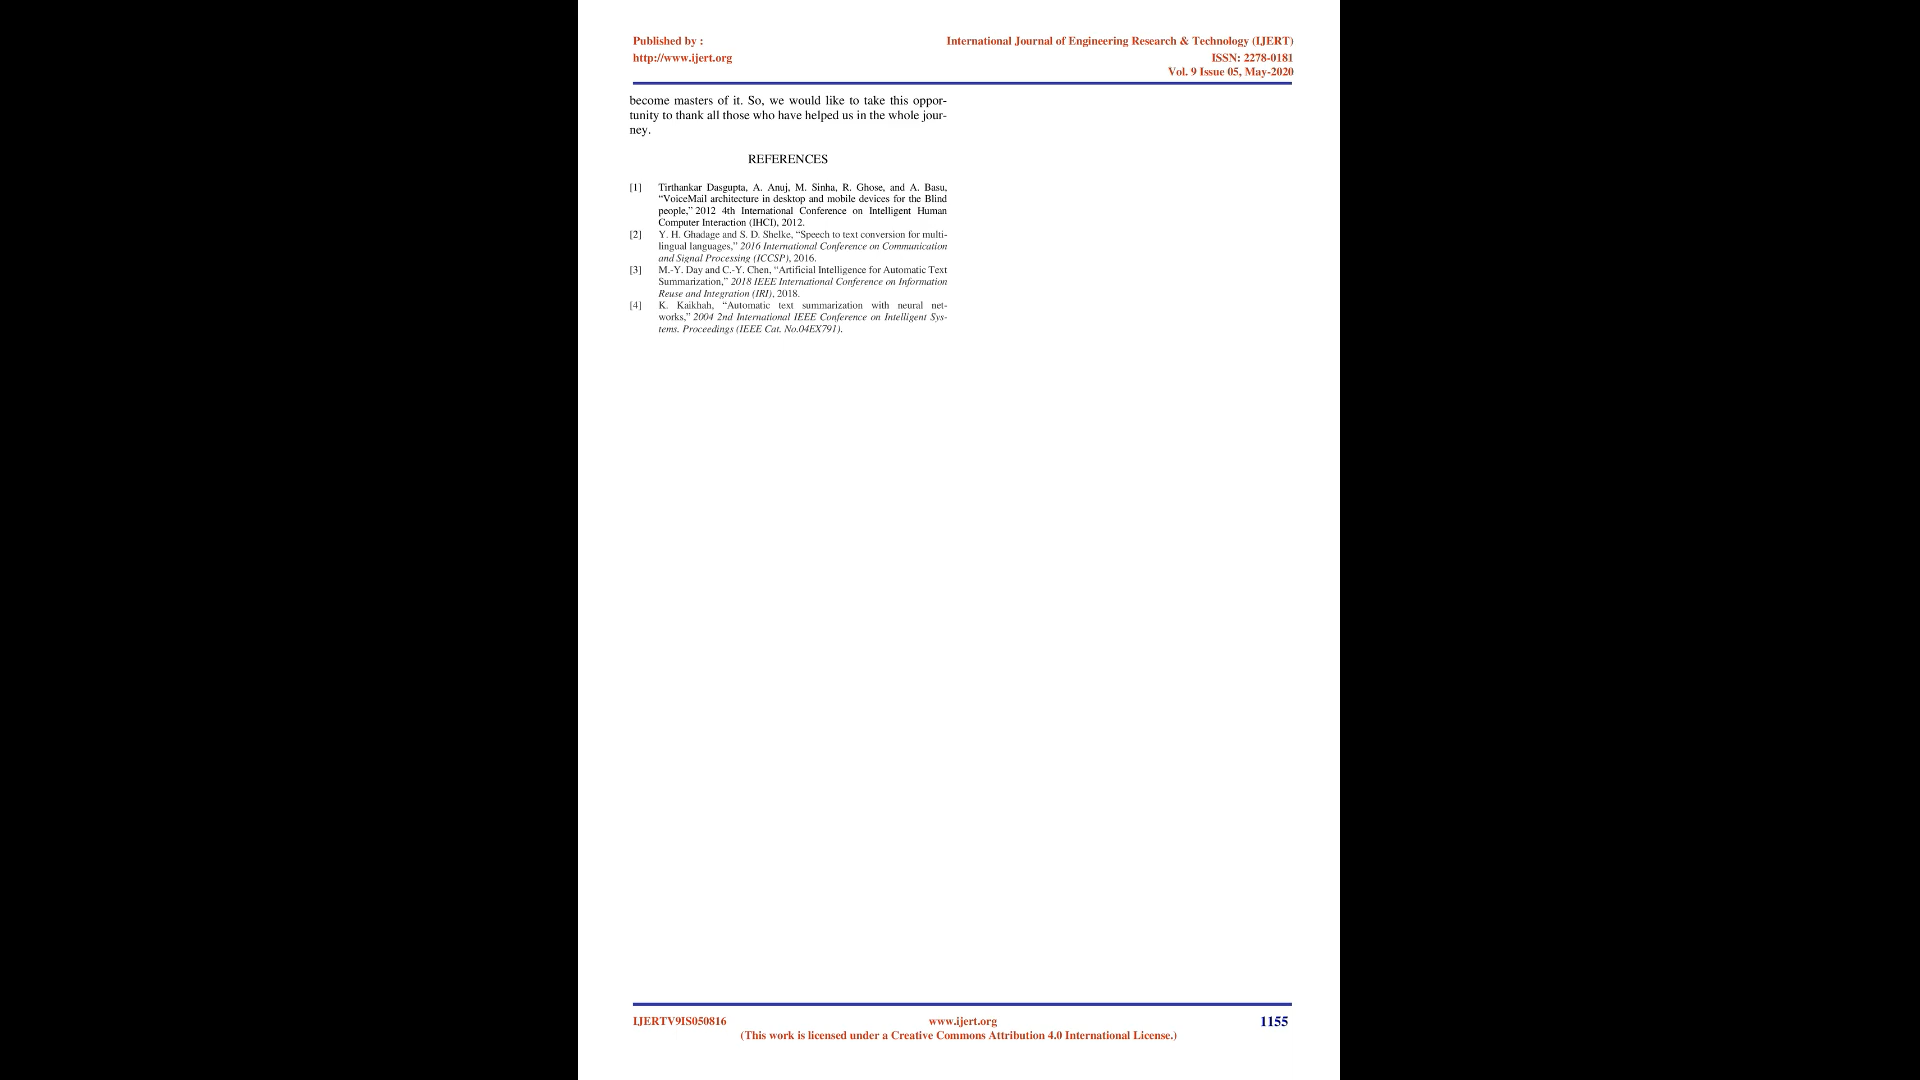 Published by :
http://www.ijert.org
International Journal of Engineering Research & Technology (IJERT)
ISSN: 2278-0181
Vol. 9 Issue 05, May-2020
become masters of it. So, we would like to take this oppor-
tunity to thank all those who have helped us in the whole jour-
ney.
REFERENCES
[1] Tirthankar Dasgupta, A. Anuj, M. Sinha, R. Ghose, and A. Basu,
“VoiceMail architecture in desktop and mobile devices for the Blind
people,” 2012 4th International Conference on Intelligent Human
Computer Interaction (IHCI), 2012.
[2] Y. H. Ghadage and S. D. Shelke, “Speech to text conversion for multi-
lingual languages,” 2016 International Conference on Communication
and Signal Processing (ICCSP), 2016.
[3] M.-Y. Day and C.-Y. Chen, “Artificial Intelligence for Automatic Text
Summarization,” 2018 IEEE International Conference on Information
Reuse and Integration (IRI), 2018.
[4] K. Kaikhah, “Automatic text summarization with neural net-
works,” 2004 2nd International IEEE Conference on Intelligent Sys-
tems. Proceedings (IEEE Cat. No.04EX791).
IJERTV9IS050816
www.ijert.org
1155
(This work is licensed under a Creative Commons Attribution 4.0 International License.)